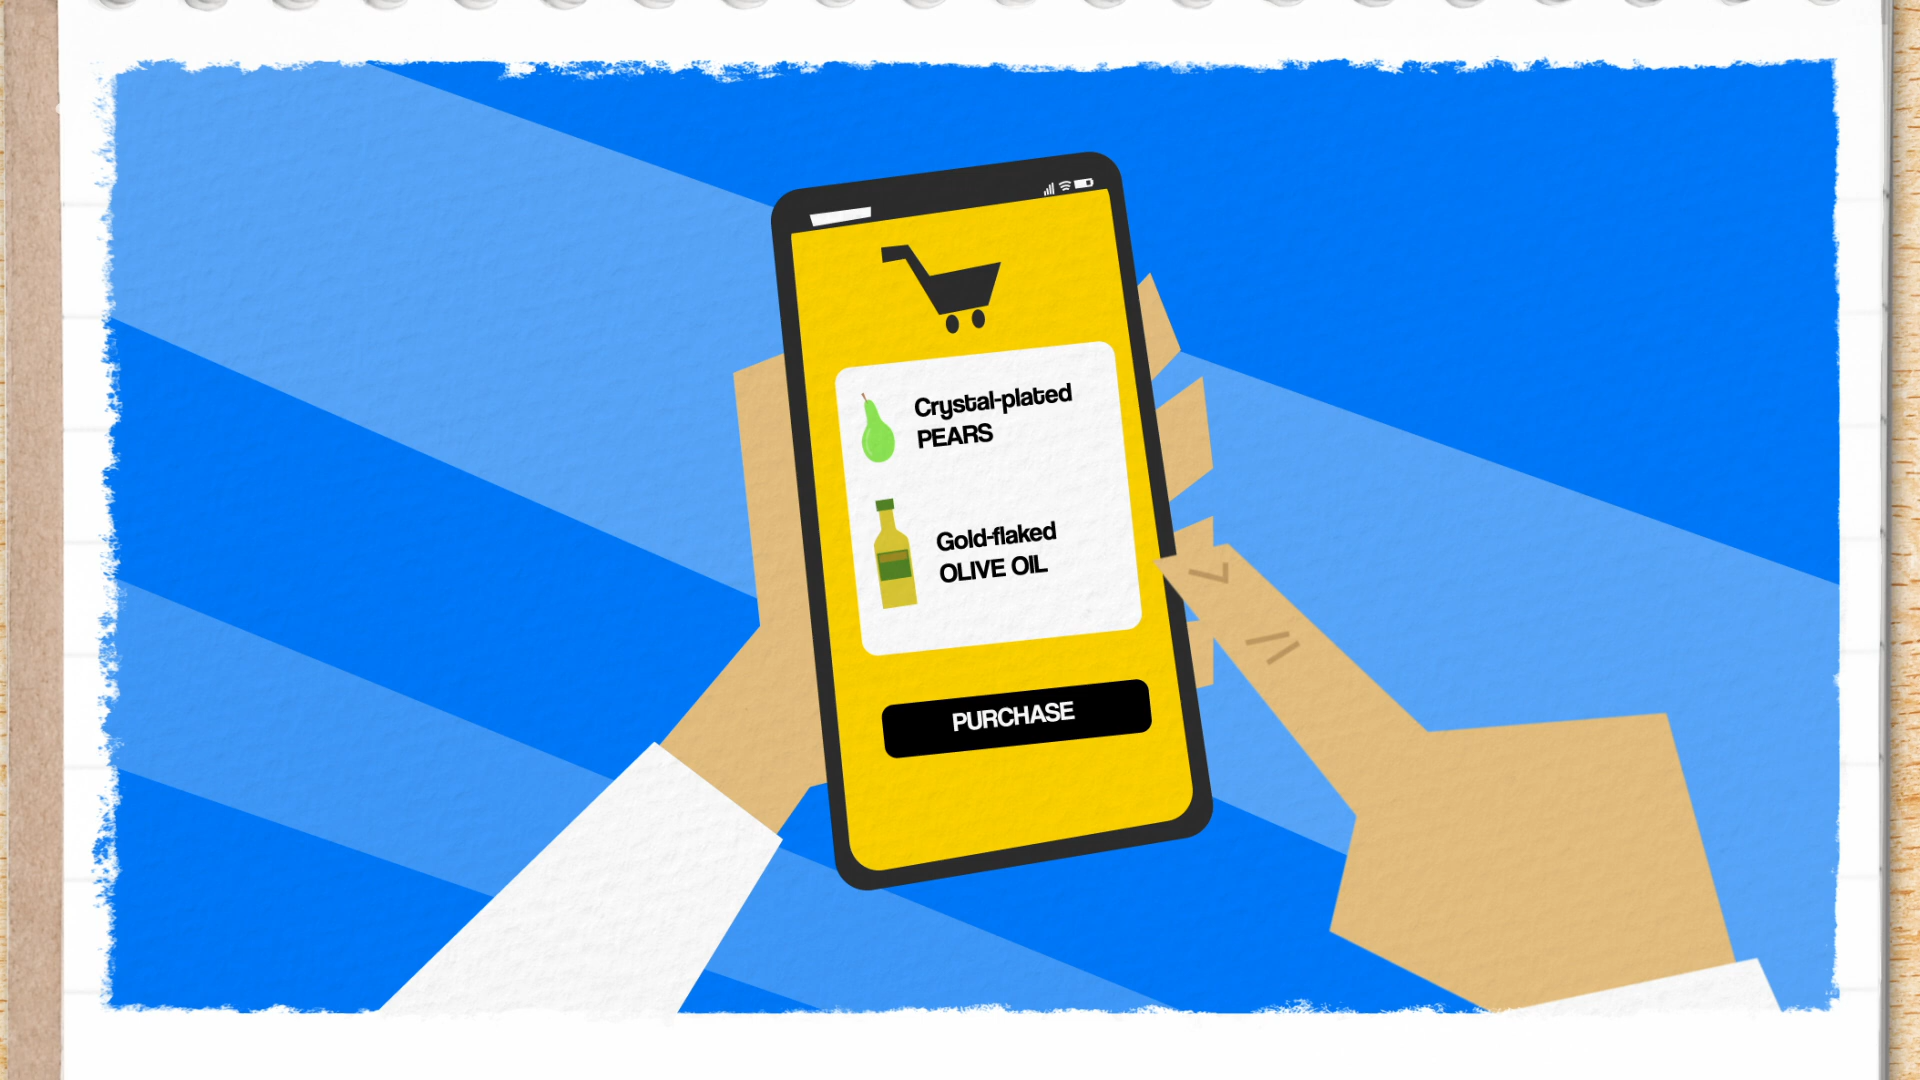 Crystal-plated
PEARS
Gold-flaked
OLIVE OIL
PURCHASE